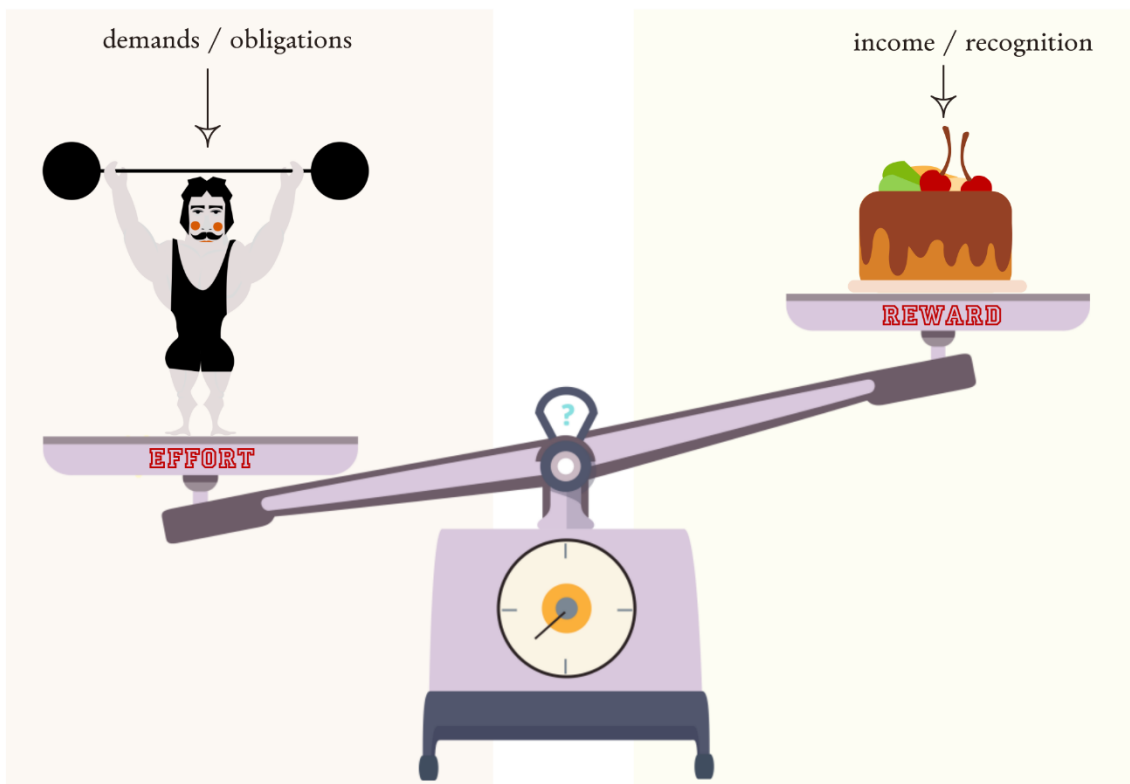 demands / obligations
income / recognition
REWARD
?
EFFORT